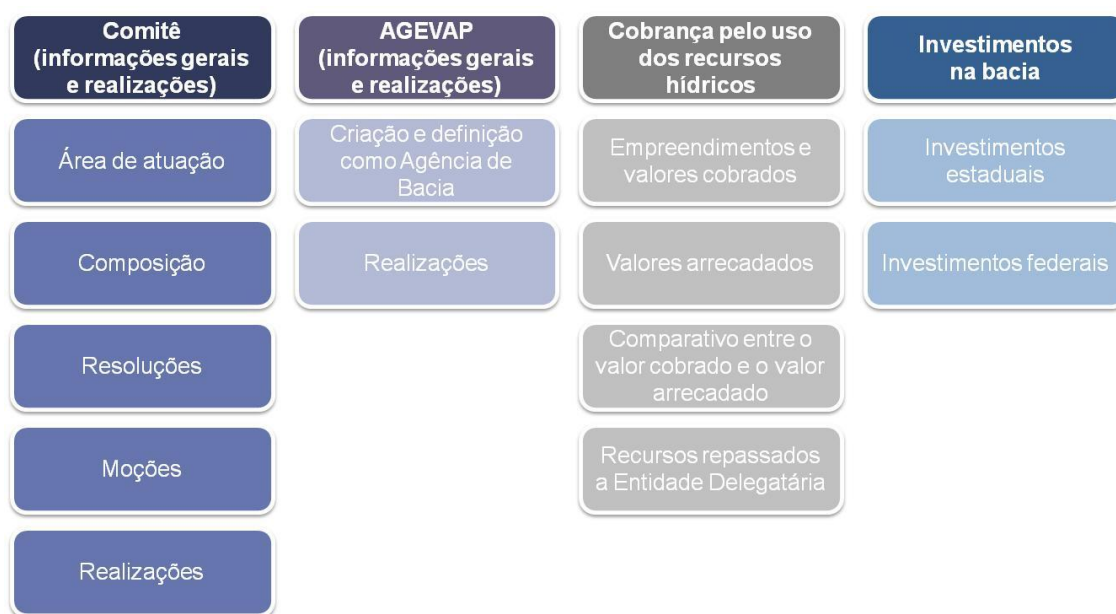 Comitê
(informações gerais
e realizações)
Área de atuação
Composição
Resoluções
Moções
Realizações
AGEVAP
(informações gerais
e realizações)
Criação e definição
como Agência de
Bacia
Realizações
Cobrança pelo uso
dos recursos
hídricos
Empreendimentos e
valores cobrados
Valores arrecadados
Comparativo entre o
valor cobrado e o valor
arrecadado
Recursos repassados
a Entidade Delegatária
Investimentos
na bacia
Investimentos
estaduais
Investimentos federais